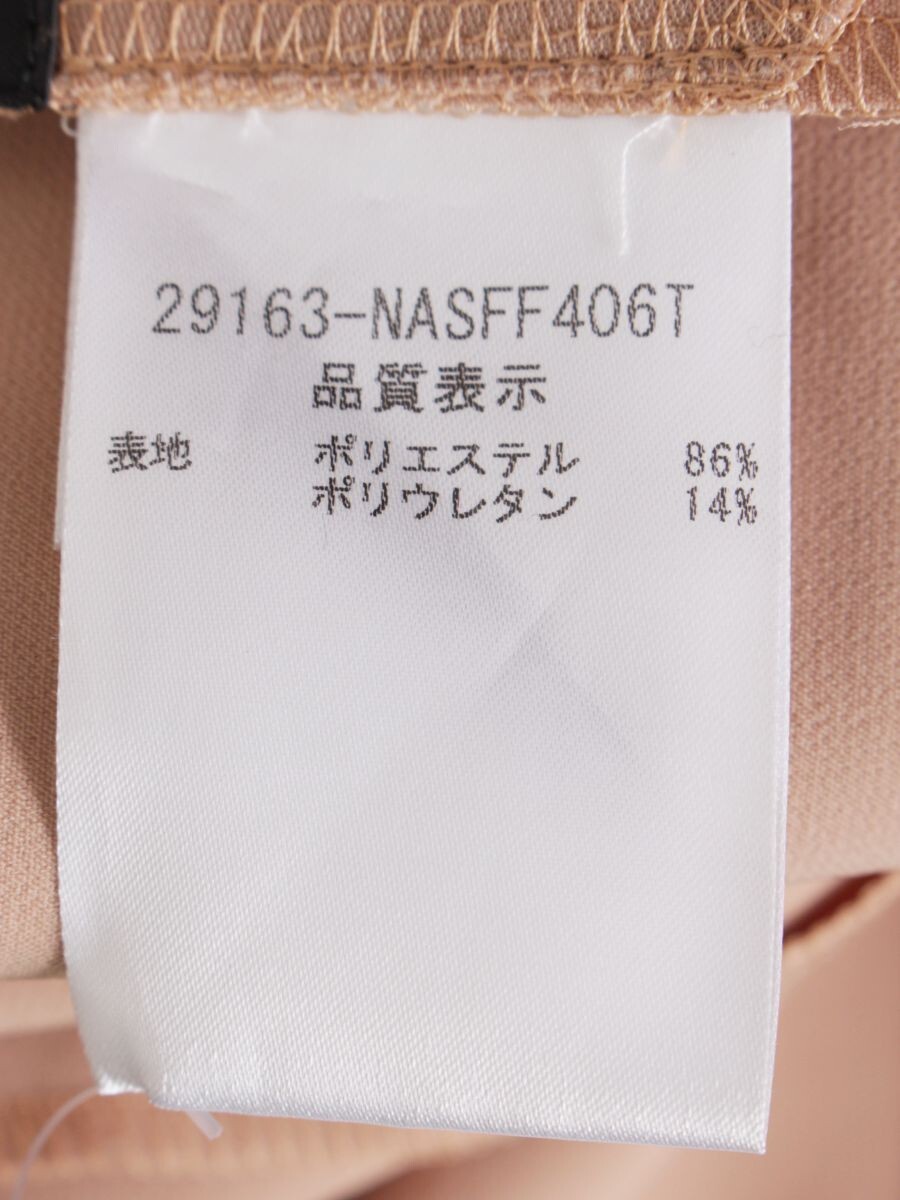 29163-NASFF406T
品質表示
表地 ポリエステル 86%
ポリウレタン 14%